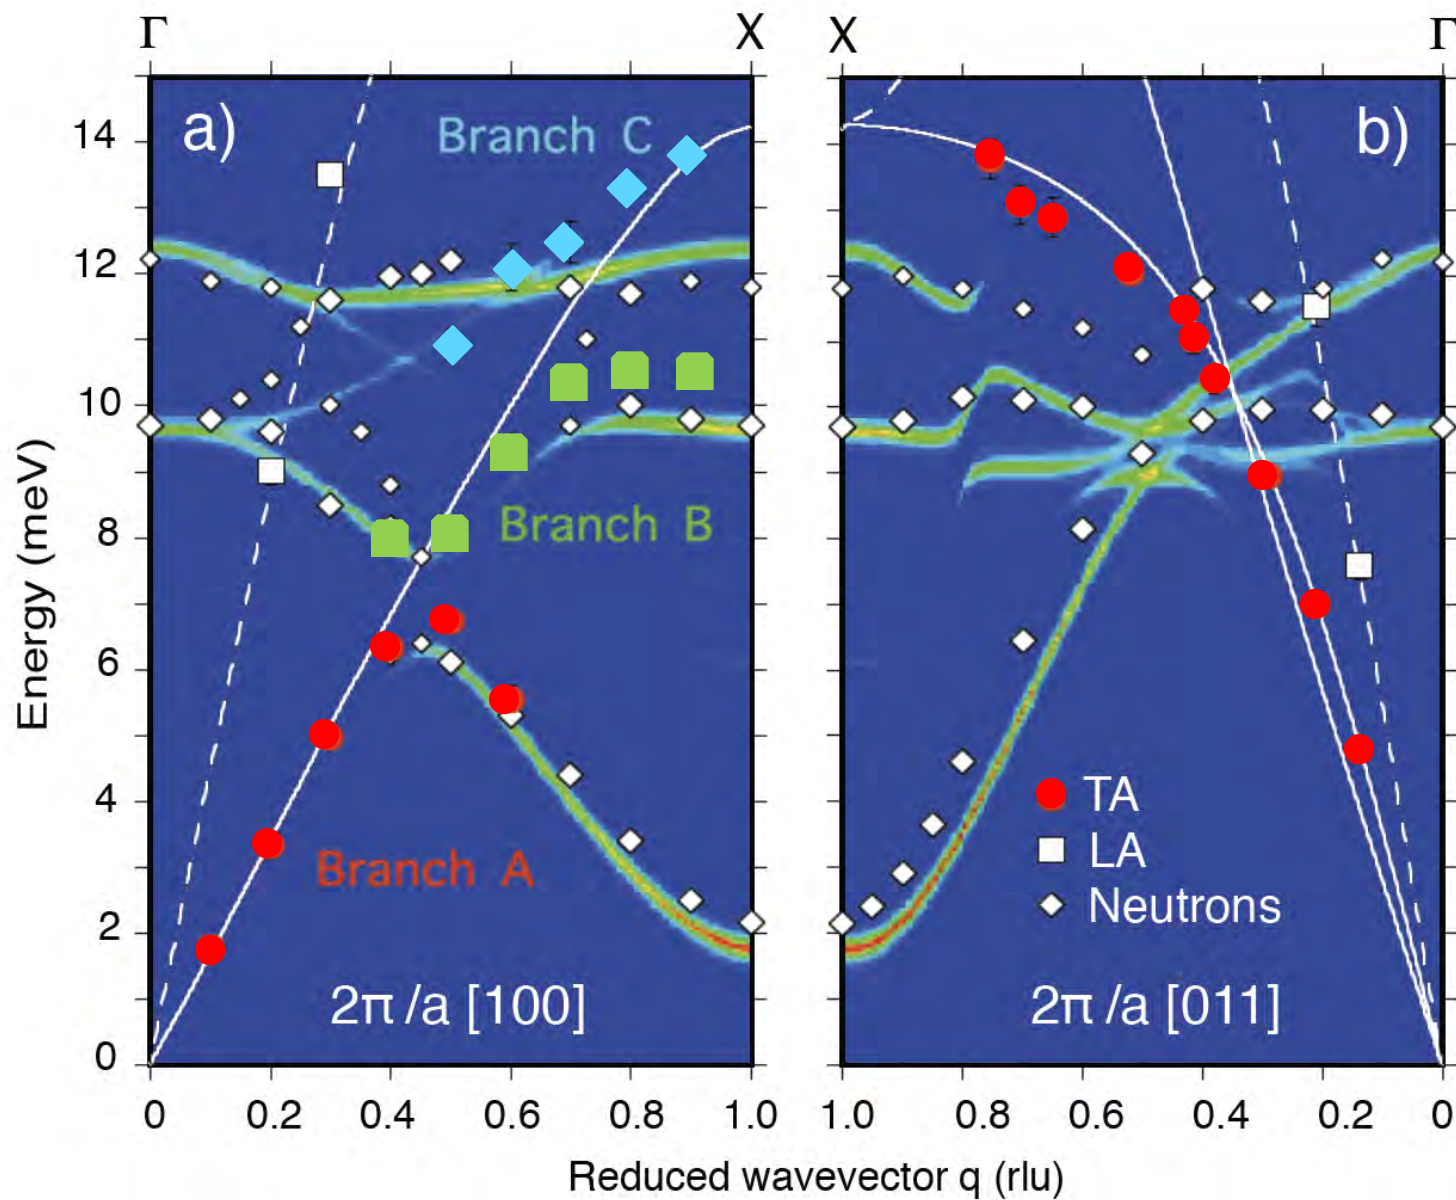 Γ X X Γ
a) Branch C b)
14
12
10
8
6
4
2
0
Energy (meV)
Branch B
Branch A
TA
LA
Neutrons
2π /a [100] 2π /a [011]
0 0.2 0.4 0.6 0.8 1.0 1.0 0.8 0.6 0.4 0.2 0
Reduced wavevector q (rlu)